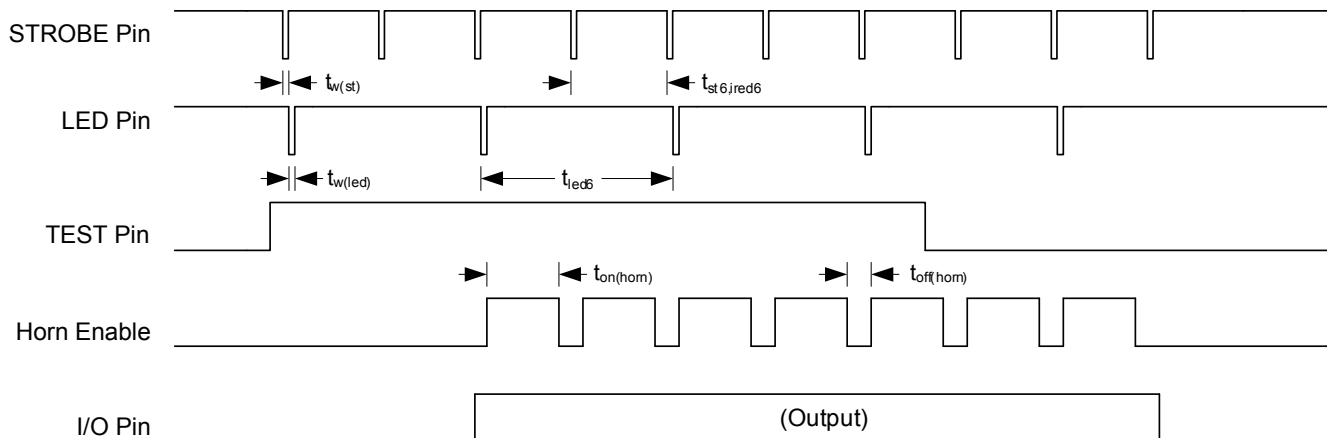 STROBE Pin
tw(st)
tst6,ired6
LED Pin
tw(led)
tled6
TEST Pin
ton(horn)
toff(horn)
Horn Enable
(Output)
I/O Pin